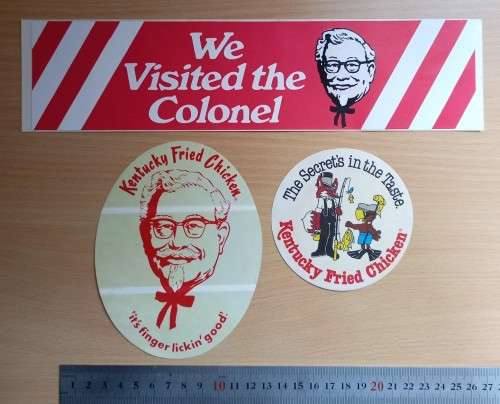 We
Visited the
Colonel
Kentucky Fried Chicken
"it's finger lickin' good."
The Secret's in the Taste.
Kentucky Fried Chicken
1 2 3 4 5 6 7 8 9 10 11 12 13 14 15 16 17 18 19 20 21 22 23 24 25 26 27